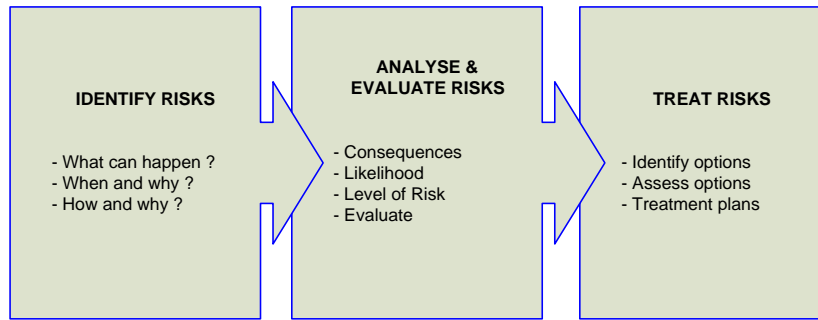 IDENTIFY RISKS
- What can happen ?
- When and why ?
- How and why ?
ANALYSE &
EVALUATE RISKS
- Consequences
- Likelihood
- Level of Risk
- Evaluate
TREAT RISKS
- Identify options
- Assess options
- Treatment plans